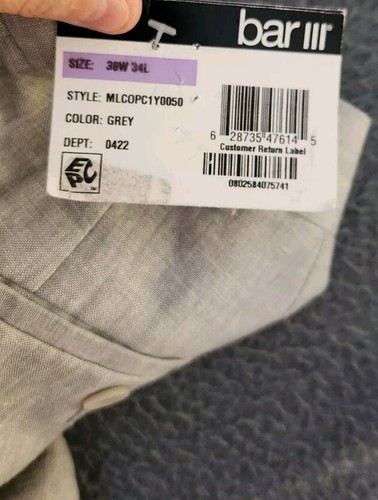 bar III
SIZE: 38W 34L
STYLE: MLCOPC1Y0050
COLOR: GREY
DEPT: 0422
EPC
6 28735 47614 5
Customer Return Label
0802584075741